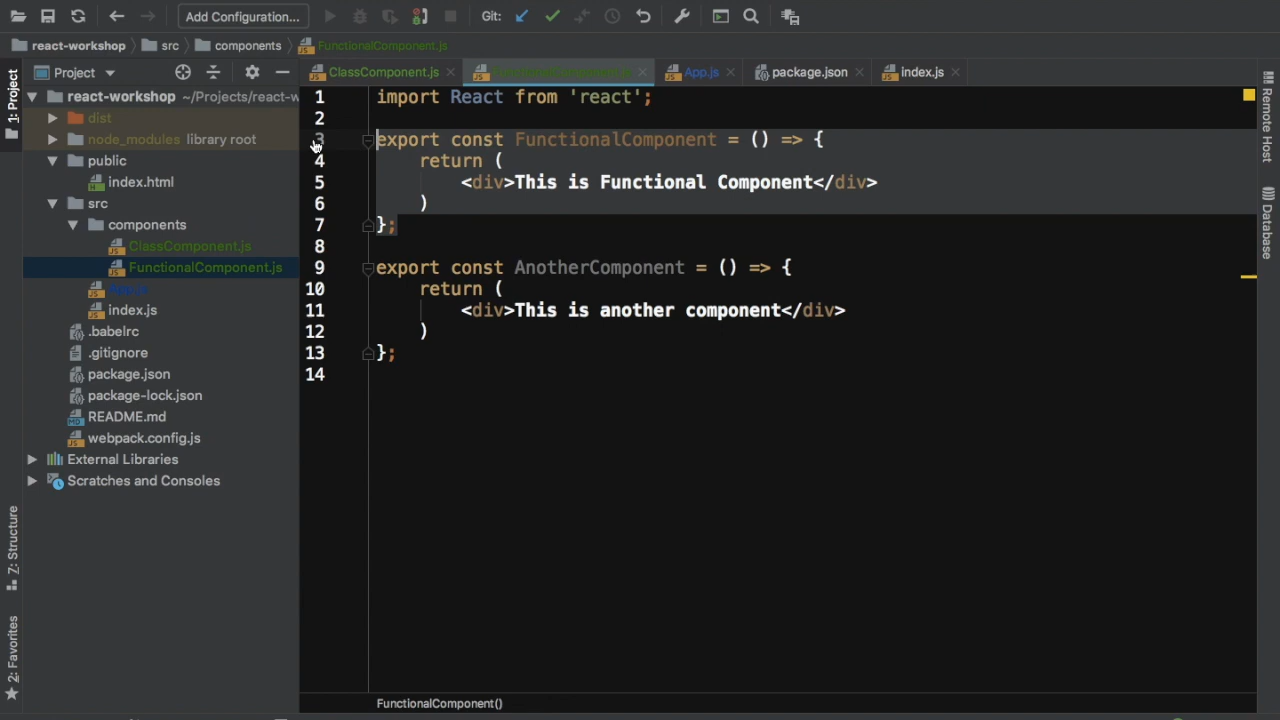 Add Configuration...
Git:
react-workshop
src
components
FunctionalComponent.js
1: Project
Project
ClassComponent.js
FunctionalComponent.js
App.js
package.json
index.js
Remote Host
Database
react-workshop ~/Projects/react-w
dist
node_modules library root
public
index.html
src
components
ClassComponent.js
FunctionalComponent.js
App.js
index.js
.babelrc
.gitignore
package.json
package-lock.json
README.md
webpack.config.js
External Libraries
Scratches and Consoles
Z: Structure
2: Favorites
1 import React from 'react';
2
3 export const FunctionalComponent = () => {
4 return (
5 <div>This is Functional Component</div>
6 )
7 };
8
9 export const AnotherComponent = () => {
10 return (
11 <div>This is another component</div>
12 )
13 };
14
FunctionalComponent()